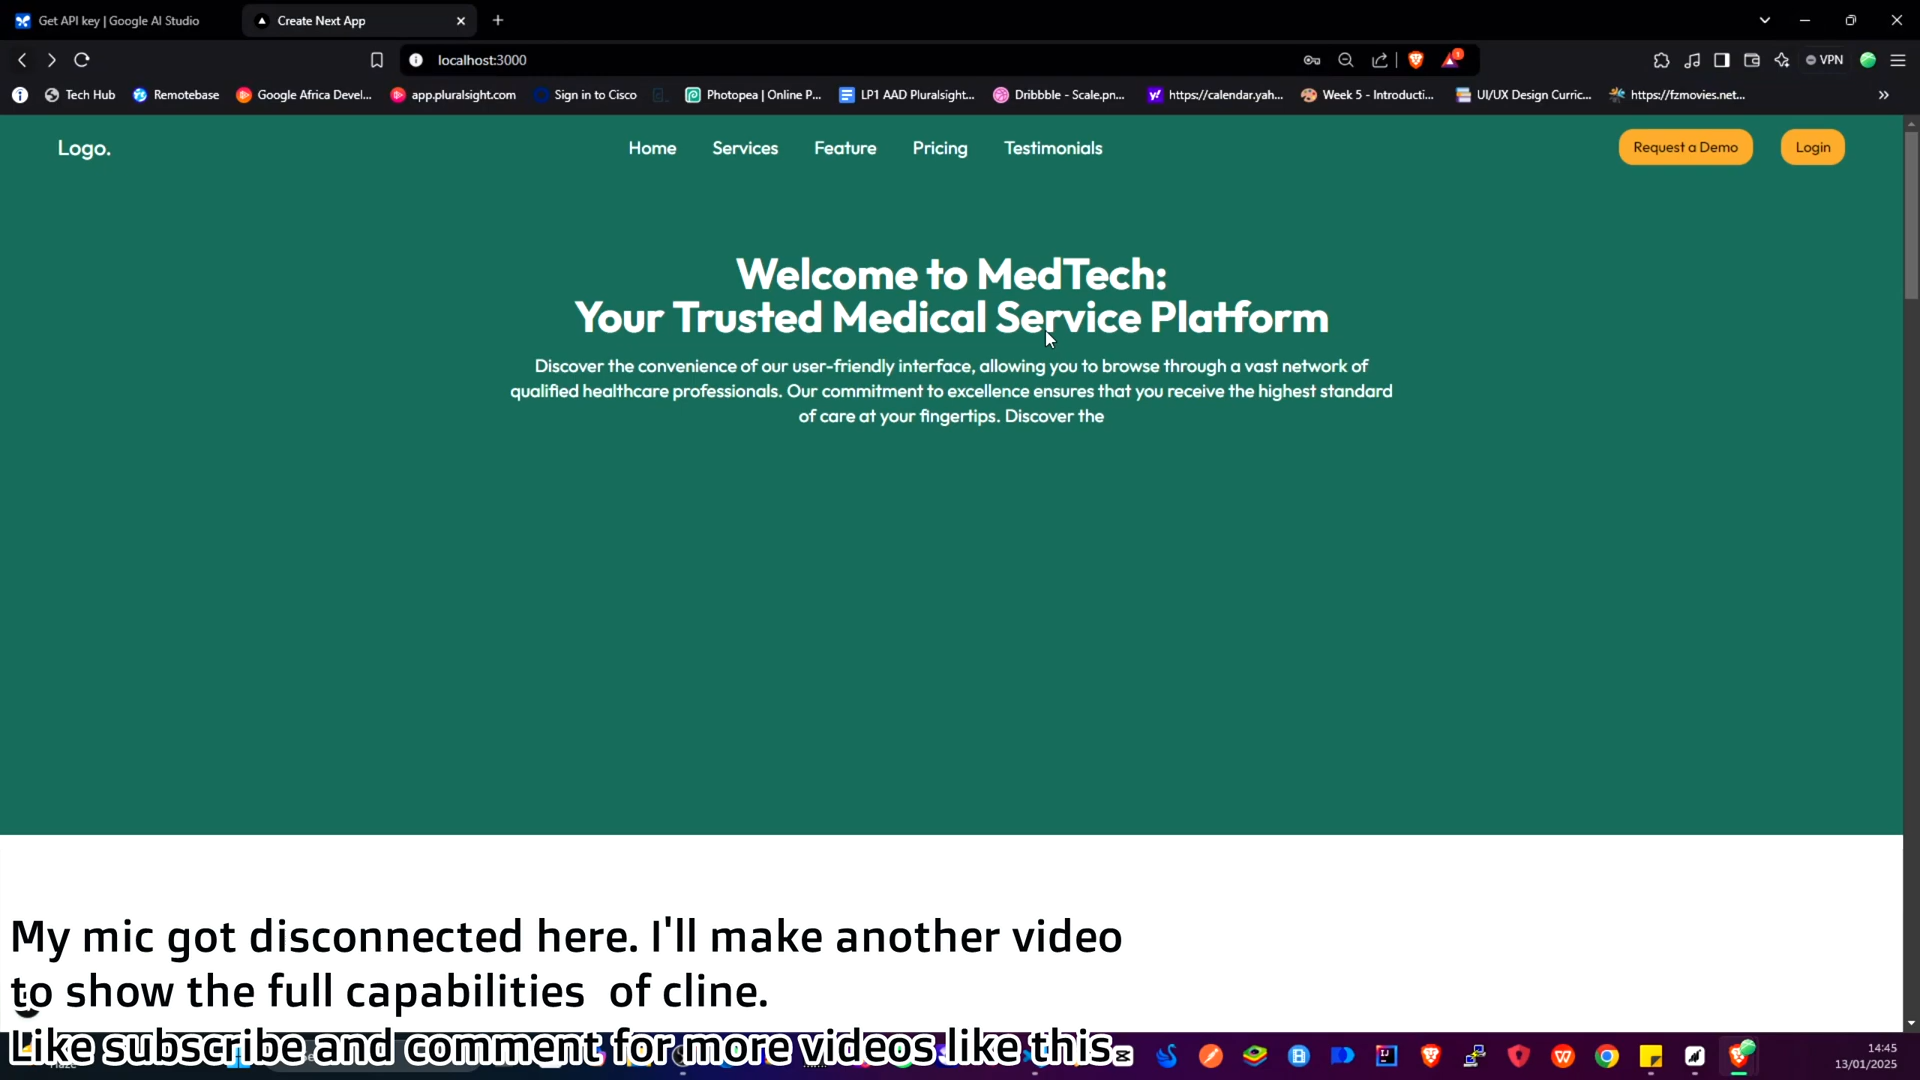 Get API key | Google AI Studio
Create Next App
localhost:3000
VPN
Tech Hub
Remotebase
Google Africa Devel...
app.pluralsight.com
Sign in to Cisco
Photopea | Online P...
LP1 AAD Pluralsight...
Dribbble - Scale.pn...
https://calendar.yah...
Week 5 - Introducti...
UI/UX Design Curric...
https://fzmovies.net...
Logo.
Home
Services
Feature
Pricing
Testimonials
Request a Demo
Login
Welcome to MedTech:
Your Trusted Medical Service Platform
Discover the convenience of our user-friendly interface, allowing you to browse through a vast network of
qualified healthcare professionals. Our commitment to excellence ensures that you receive the highest standard
of care at your fingertips. Discover the
My mic got disconnected here. I'll make another video
to show the full capabilities of cline.
Like subscribe and comment for more videos like this
14:45
13/01/2025